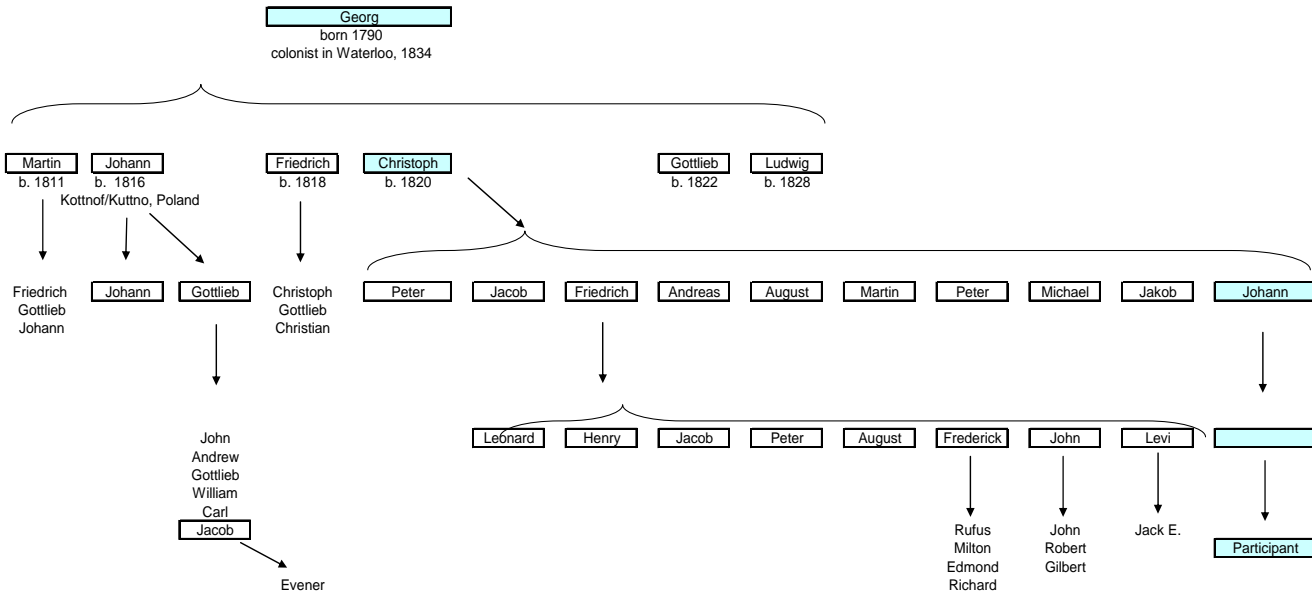 Georg
born 1790
colonist in Waterloo, 1834
Martin Johann Friedrich Christoph Gottlieb Ludwig
b. 1811 b. 1816 b. 1818 b. 1820 b. 1822 b. 1828
Kottnof/Kuttno, Poland
Friedrich Johann Gottlieb Christoph Peter Jacob Friedrich Andreas August Martin Peter Michael Jakob Johann
Gottlieb Gottlieb
Johann Christian
John Leonard Henry Jacob Peter August Frederick John Levi
Andrew
Gottlieb
William
Carl
Jacob Rufus John Jack E.
Milton Robert Participant
Edmond Gilbert
Evener Richard